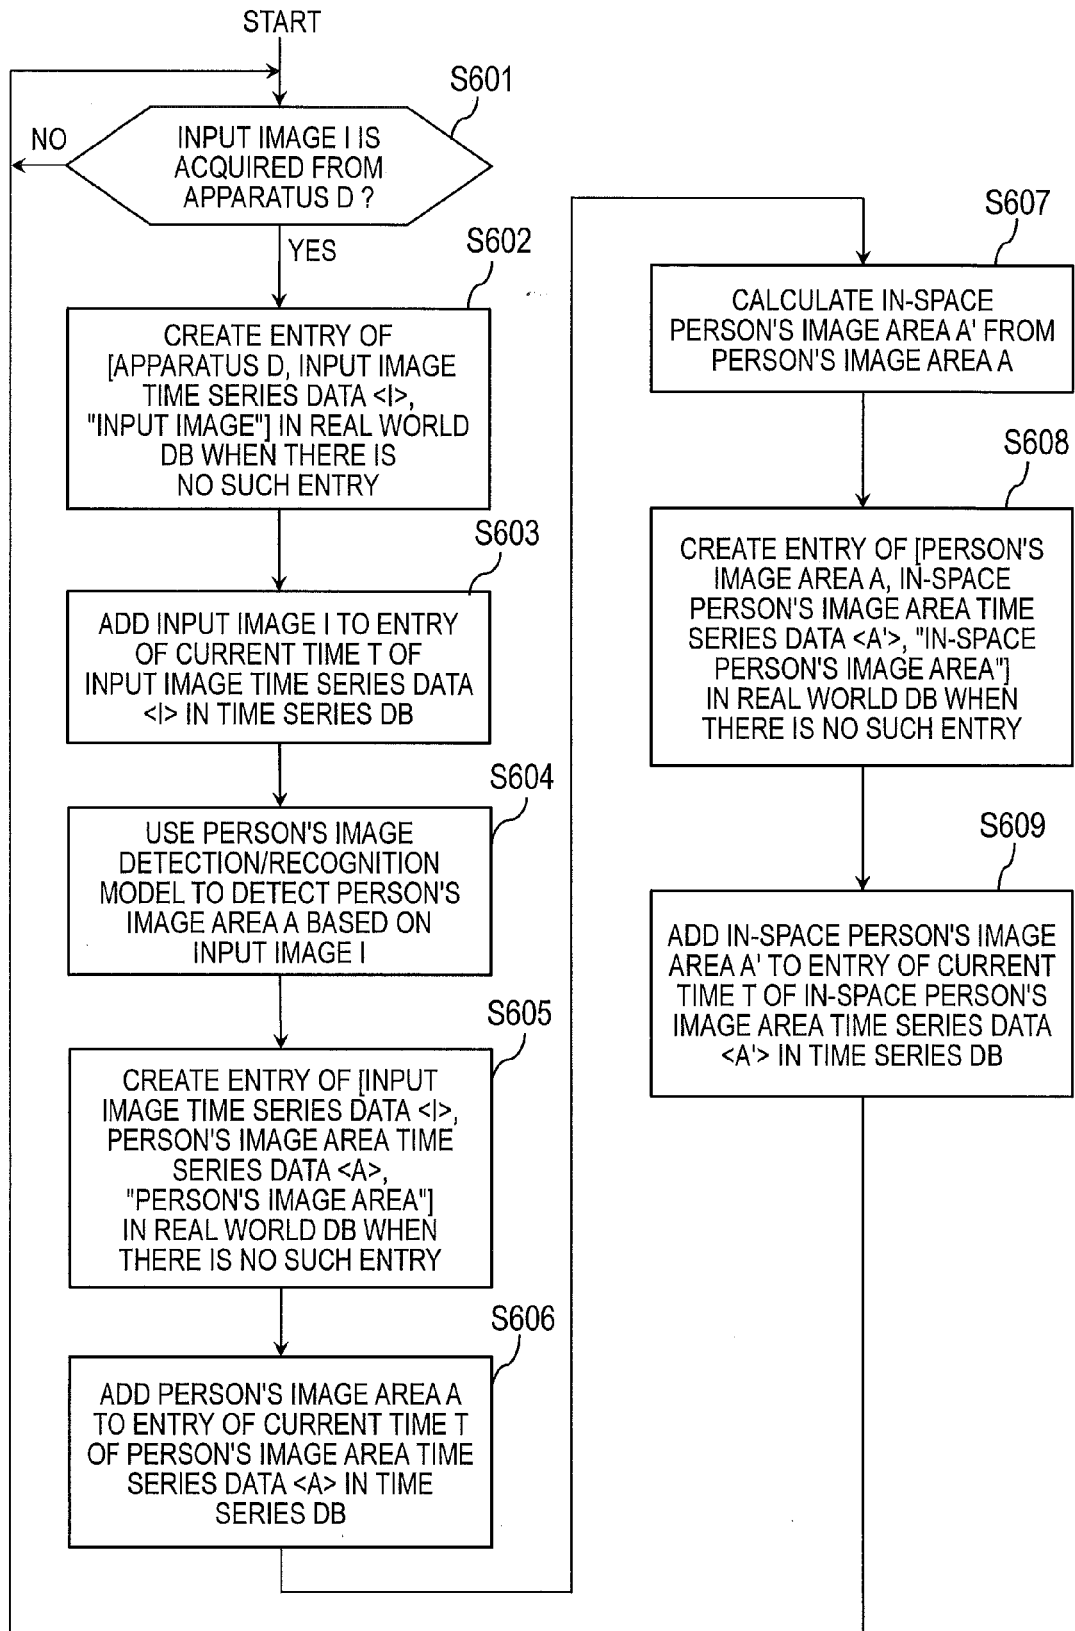 START
S601
NO
INPUT IMAGE I IS
ACQUIRED FROM
APPARATUS D ?
YES
S602
CREATE ENTRY OF
[APPARATUS D, INPUT IMAGE
TIME SERIES DATA <I>,
"INPUT IMAGE"] IN REAL WORLD
DB WHEN THERE IS
NO SUCH ENTRY
S603
ADD INPUT IMAGE I TO ENTRY
OF CURRENT TIME T OF
INPUT IMAGE TIME SERIES DATA
<I> IN TIME SERIES DB
S604
USE PERSON'S IMAGE
DETECTION/RECOGNITION
MODEL TO DETECT PERSON'S
IMAGE AREA A BASED ON
INPUT IMAGE I
S605
CREATE ENTRY OF [INPUT
IMAGE TIME SERIES DATA <I>,
PERSON'S IMAGE AREA TIME
SERIES DATA <A>,
"PERSON'S IMAGE AREA"]
IN REAL WORLD DB WHEN
THERE IS NO SUCH ENTRY
S606
ADD PERSON'S IMAGE AREA A
TO ENTRY OF CURRENT TIME T
OF PERSON'S IMAGE AREA TIME
SERIES DATA <A> IN TIME
SERIES DB
S607
CALCULATE IN-SPACE
PERSON'S IMAGE AREA A' FROM
PERSON'S IMAGE AREA A
S608
CREATE ENTRY OF [PERSON'S
IMAGE AREA A, IN-SPACE
PERSON'S IMAGE AREA TIME
SERIES DATA <A'>, "IN-SPACE
PERSON'S IMAGE AREA"]
IN REAL WORLD DB WHEN
THERE IS NO SUCH ENTRY
S609
ADD IN-SPACE PERSON'S IMAGE
AREA A' TO ENTRY OF CURRENT
TIME T OF IN-SPACE PERSON'S
IMAGE AREA TIME SERIES DATA
<A'> IN TIME SERIES DB